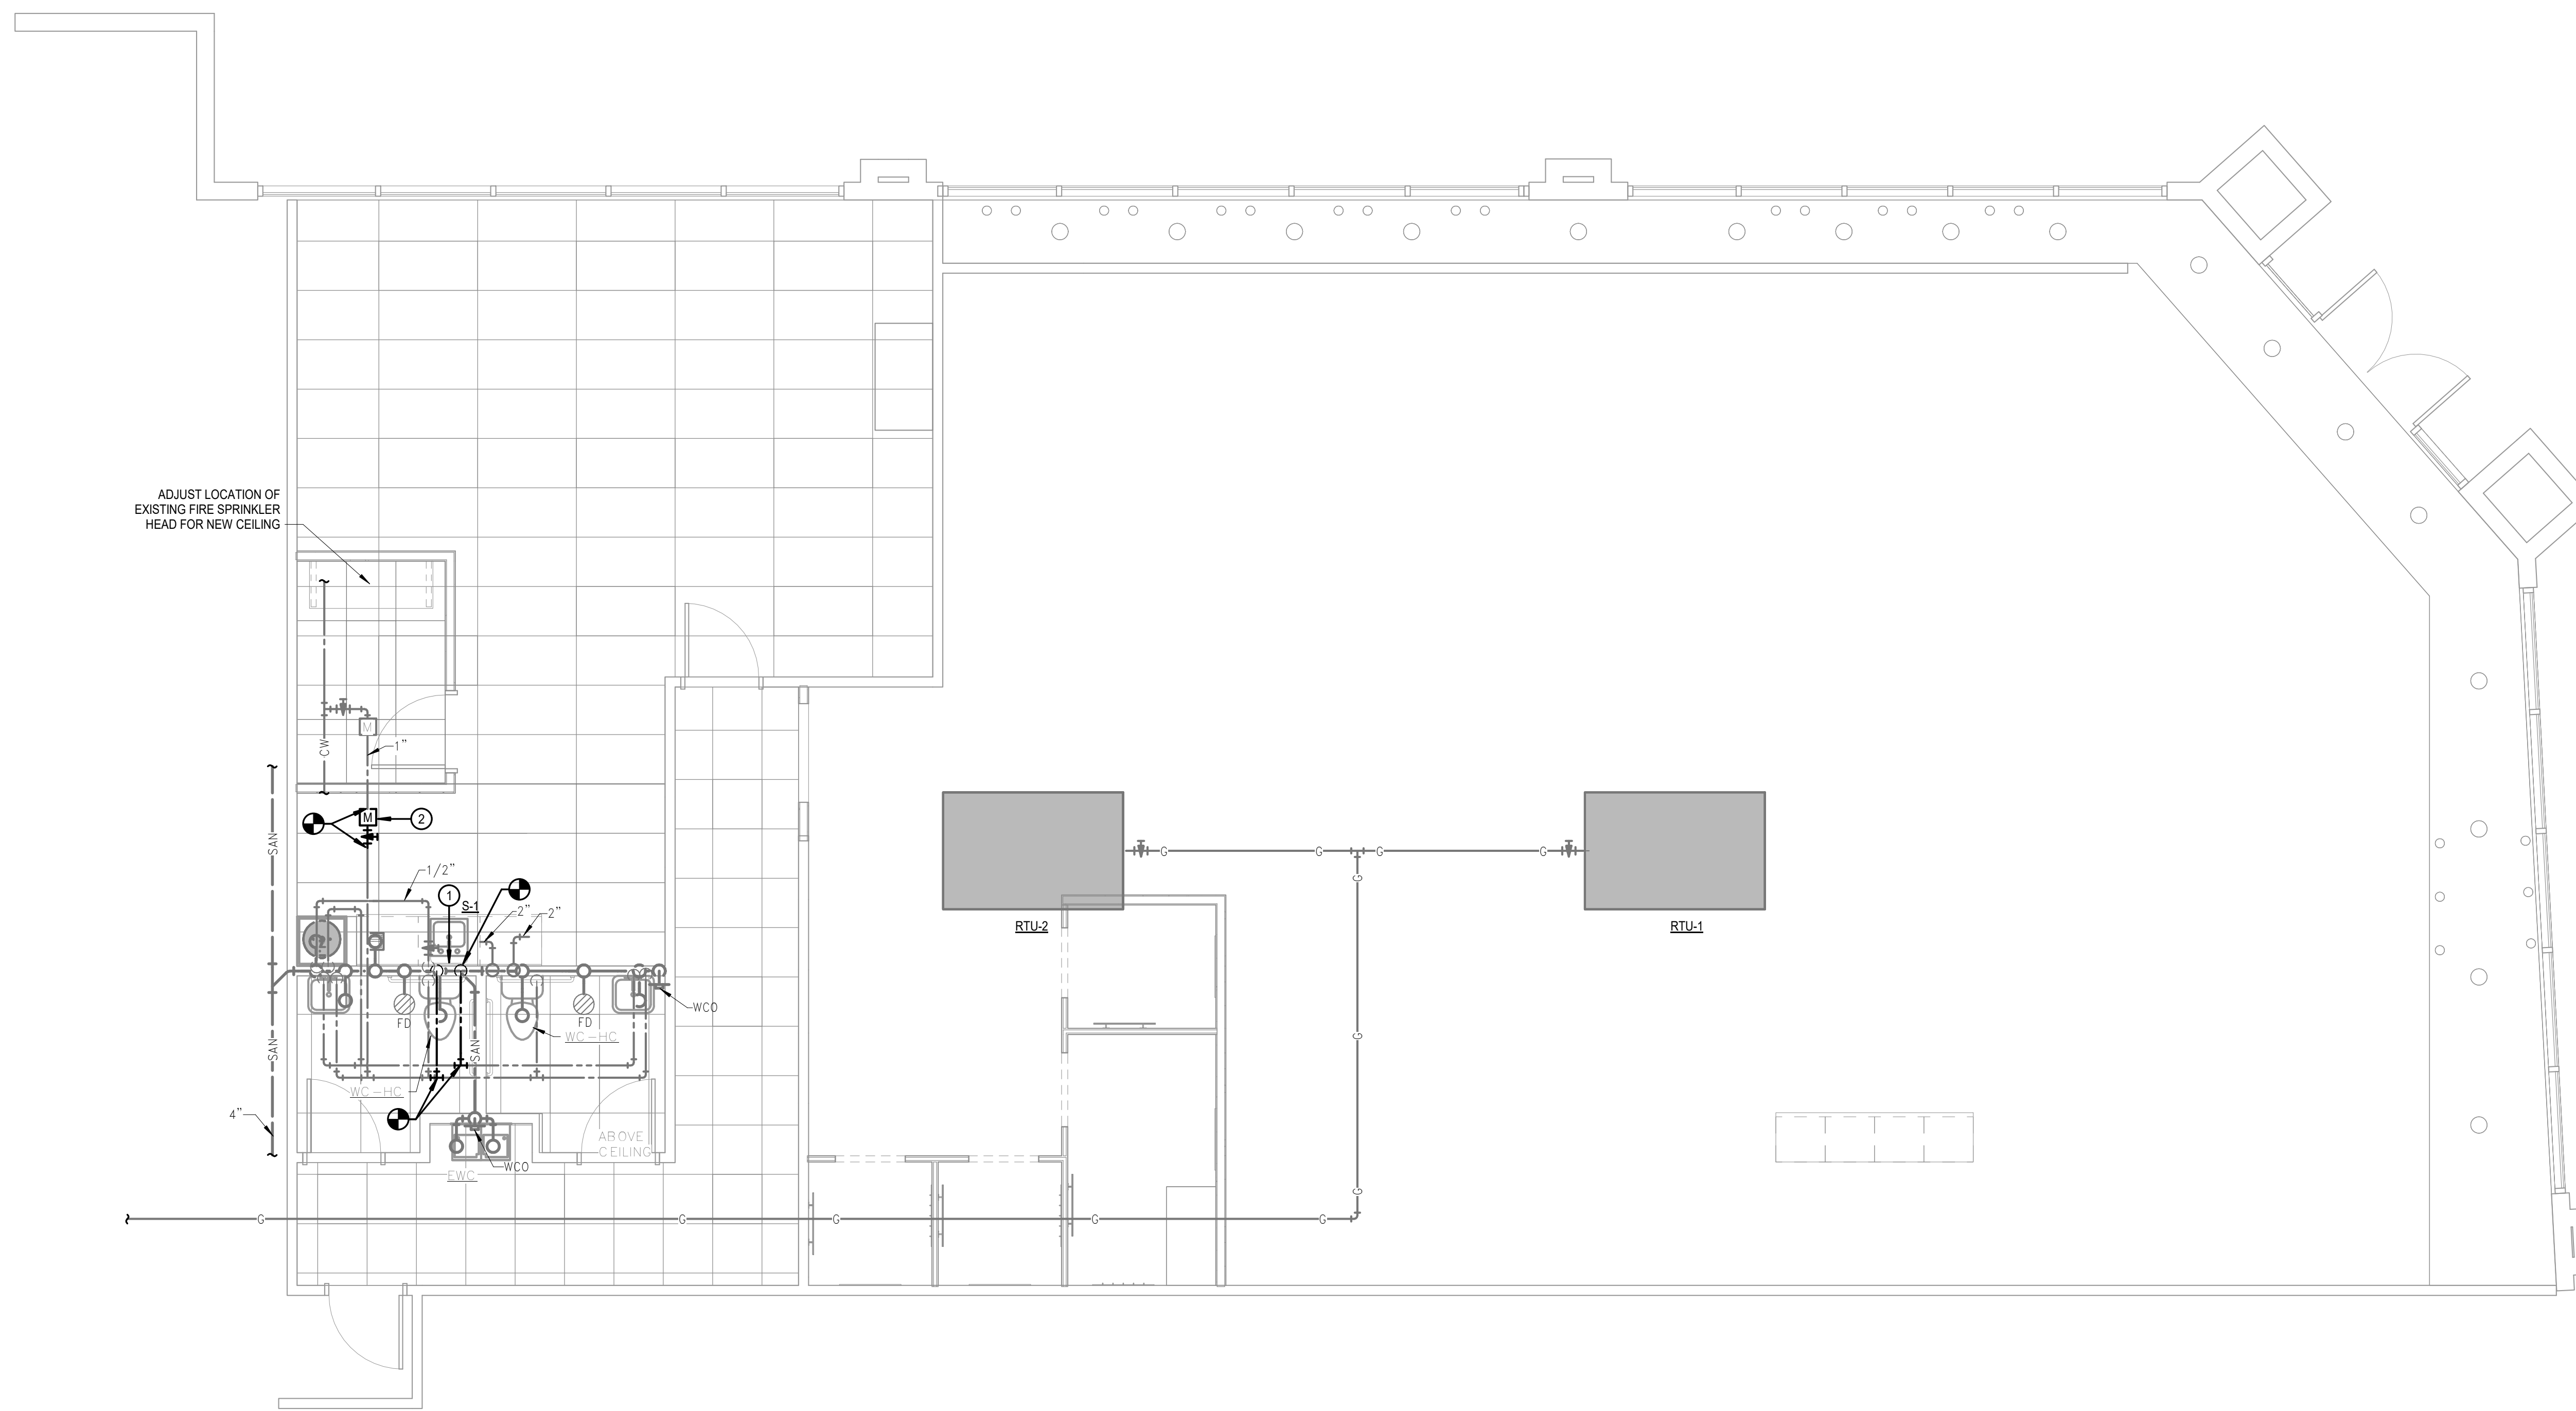 ADJUST LOCATION OF
EXISTING FIRE SPRINKLER
HEAD FOR NEW CEILING
M
1"
CW
SAN
M
2
1/2"
1
S-1
2"
2"
G
G
G
G
G
RTU-2
RTU-1
FD
FD
WCO
WC-HC
SAN
SAN
G
WC-HC
4"
ABOVE
CEILING
WCO
EWC
G
G
G
G
G
G
G